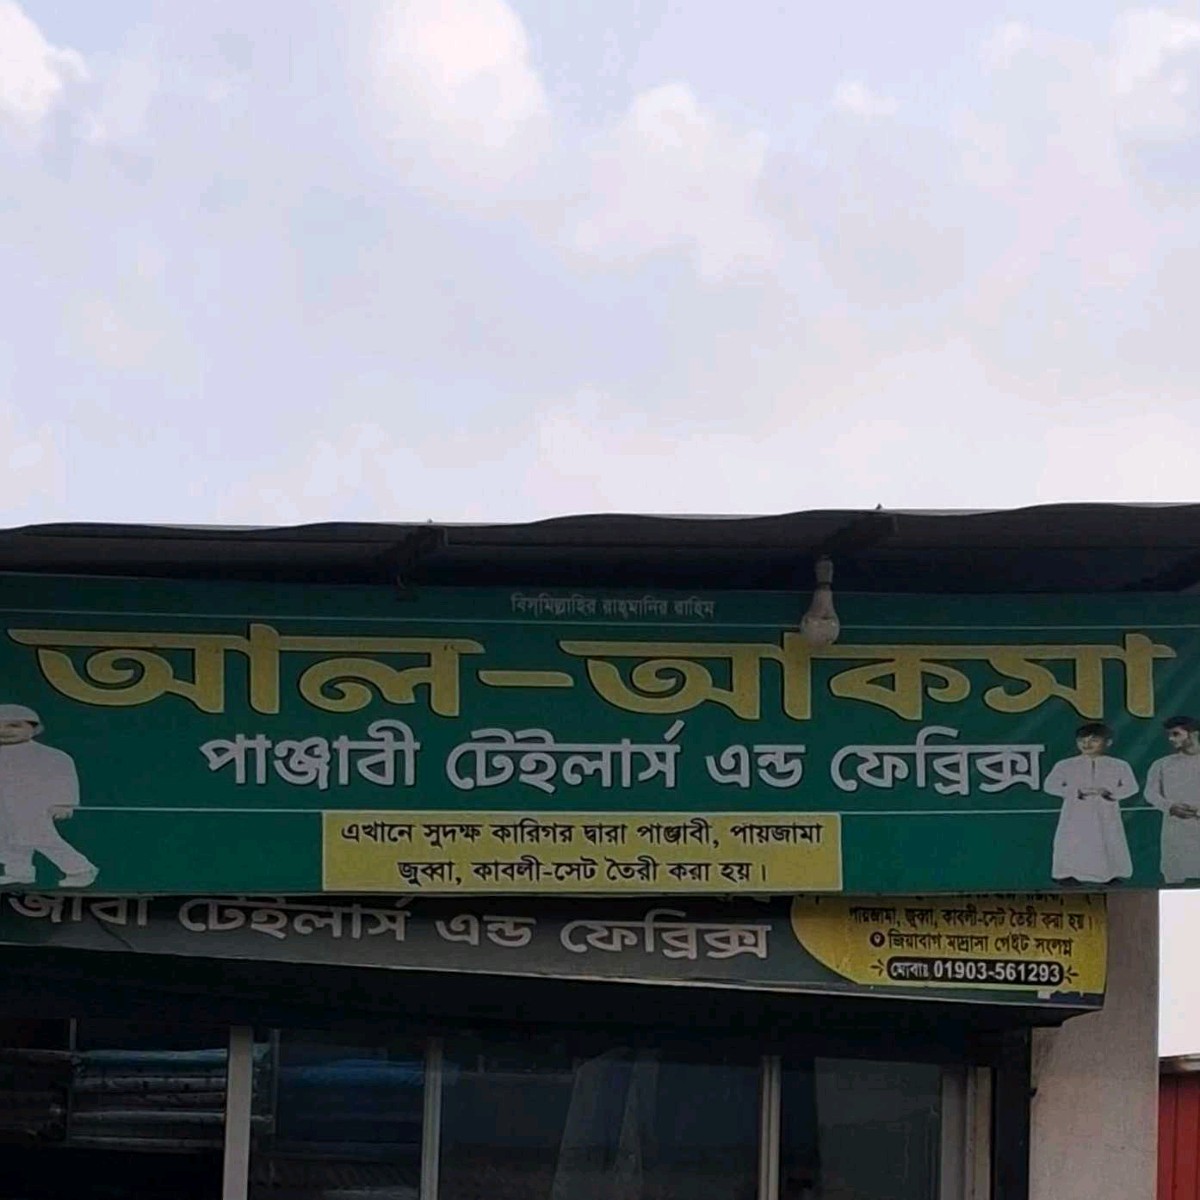 বিস্‌মিল্লাহির রাহমানির রাহিম
আল-আকসা
পাঞ্জাবী টেইলার্স এন্ড ফেব্রিক্স
এখানে সুদক্ষ কারিগর দ্বারা পাঞ্জাবী, পায়জামা
জুব্বা, কাবলী-সেট তৈরী করা হয়।
টেইলার্স এন্ড ফেব্রিক্স
পায়জামা, জুব্বা, কাবলী-সেট তৈরী করা হয়।
মাদ্রাসা গেইট সংলগ্ন
মোবাঃ 01903-561293